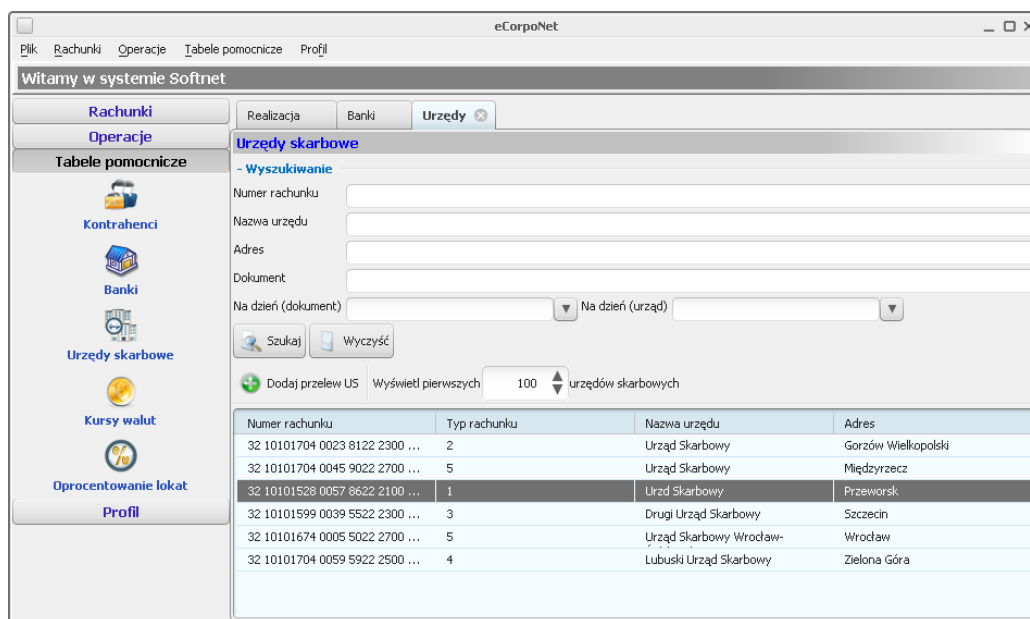 eCorpoNet
Plik Rachunki Operacje Tabele pomocnicze Profil
Witamy w systemie Softnet
Rachunki
Operacje
Tabele pomocnicze
Kontrahenci
Banki
Urzędy skarbowe
Kursy walut
Oprocentowanie lokat
Profil
Realizacja Banki Urzędy
Urzędy skarbowe
- Wyszukiwanie
Numer rachunku
Nazwa urzędu
Adres
Dokument
Na dzień (dokument) Na dzień (urząd)
Szukaj Wyczyść
Dodaj przelew US Wyświetl pierwszych 100 urzędów skarbowych
Numer rachunku Typ rachunku Nazwa urzędu Adres
32 10101704 0023 8122 2300 ... 2 Urząd Skarbowy Gorzów Wielkopolski
32 10101704 0045 9022 2700 ... 5 Urząd Skarbowy Międzyrzecz
32 10101528 0057 8622 2100 ... 1 Urzd Skarbowy Przeworsk
32 10101599 0039 5522 2300 ... 3 Drugi Urząd Skarbowy Szczecin
32 10101674 0005 5022 2700 ... 5 Urząd Skarbowy Wrocław- Wrocław
32 10101704 0059 5922 2500 ... 4 Lubuski Urząd Skarbowy Zielona Góra